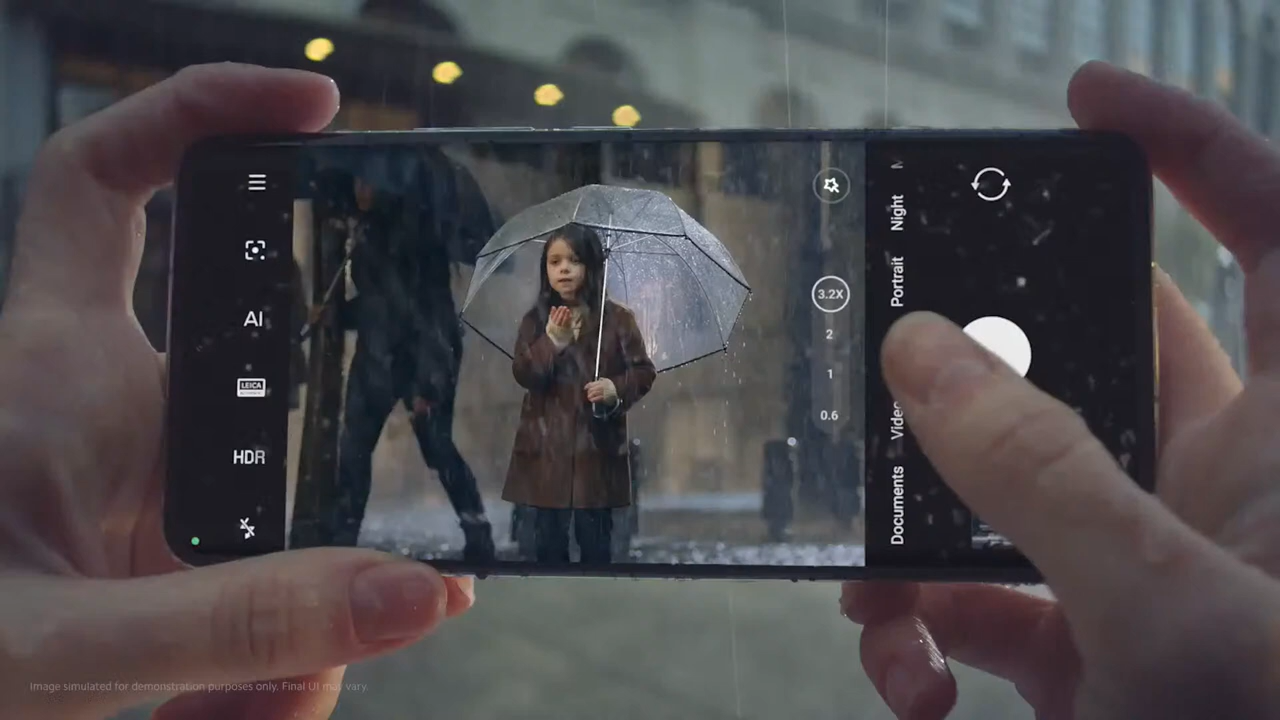 AI
LEICA
HDR
3.2X
2
1
0.6
Night
Portrait
Documents
Image simulated for demonstration purposes only. Final UI may vary.